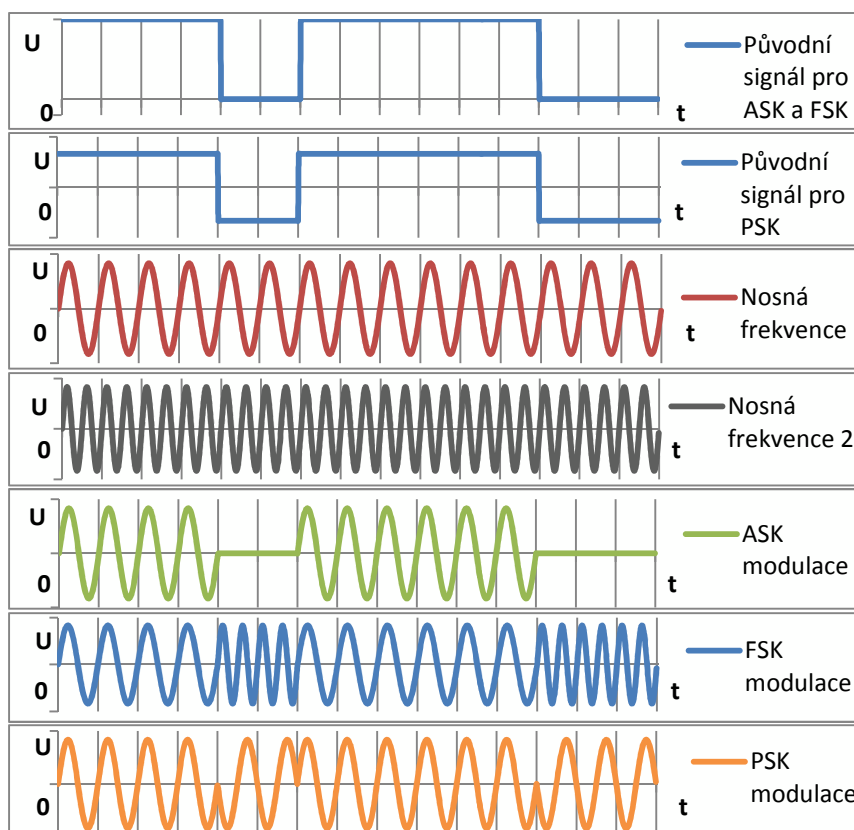 U
0
t
Původní
signál pro
ASK a FSK
U
0
t
Původní
signál pro
PSK
U
0
t
Nosná
frekvence
U
0
t
Nosná
frekvence 2
U
0
t
ASK
modulace
U
0
t
FSK
modulace
U
0
t
PSK
modulace